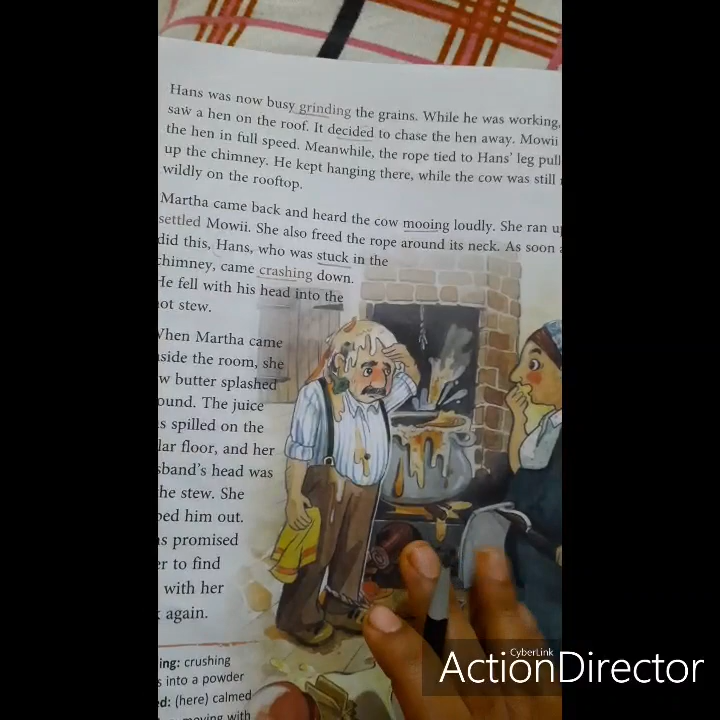 Hans was now busy grinding the grains. While he was working,
saw a hen on the roof. It decided to chase the hen away. Mowii
the hen in full speed. Meanwhile, the rope tied to Hans' leg pull
up the chimney. He kept hanging there, while the cow was still
wildly on the rooftop.
Martha came back and heard the cow mooing loudly. She ran u
settled Mowii. She also freed the rope around its neck. As soon a
did this, Hans, who was stuck in the
chimney, came crashing down.
He fell with his head into the
ot stew.
When Martha came
side the room, she
w butter splashed
ound. The juice
s spilled on the
lar floor, and her
sband's head was
he stew. She
ped him out.
s promised
er to find
with her
again.
ing: crushing
s into a powder
ed: (here) calmed
moving with
CyberLink
ActionDirector